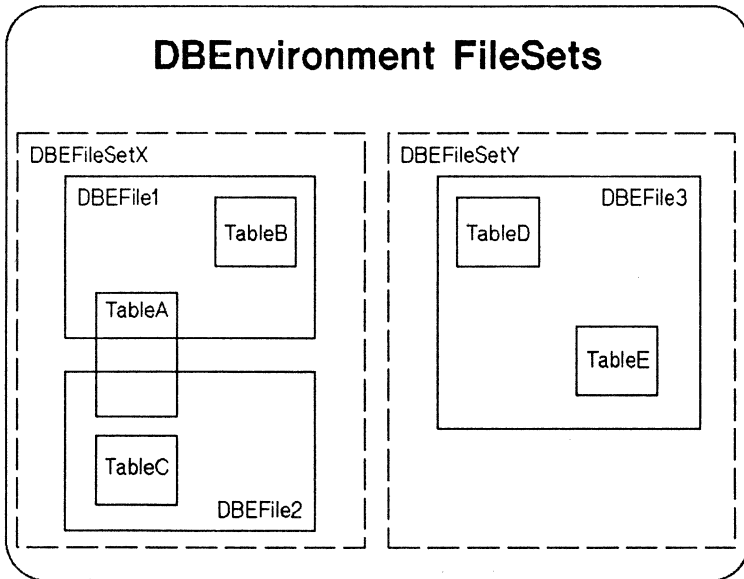 DBEnvironment FileSets
DBEFileSetX
DBEFile1
TableB
TableA
TableC
DBEFile2
DBEFileSetY
DBEFile3
TableD
TableE